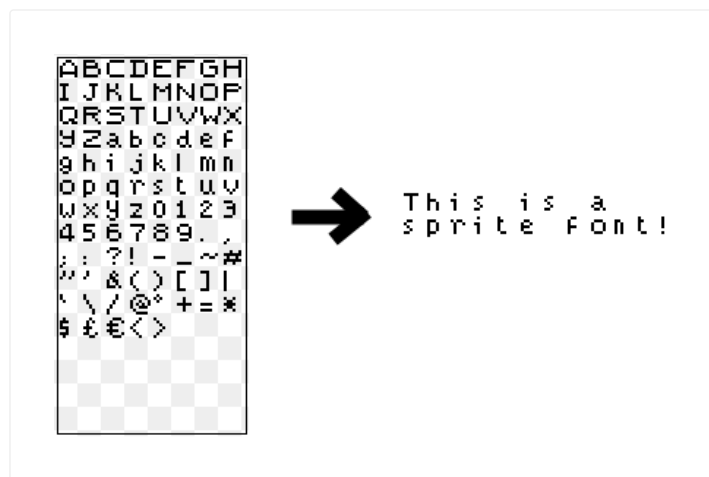 ABCDEFGH
IJKLMNOP
QRSTUVWX
YZabcdef
ghijklmn
opqrstuv
wxyz0123
456789.,
;:?!-_~#
"'&()[]|
`\/@°+=*
$£€<>
This is a
sprite font!